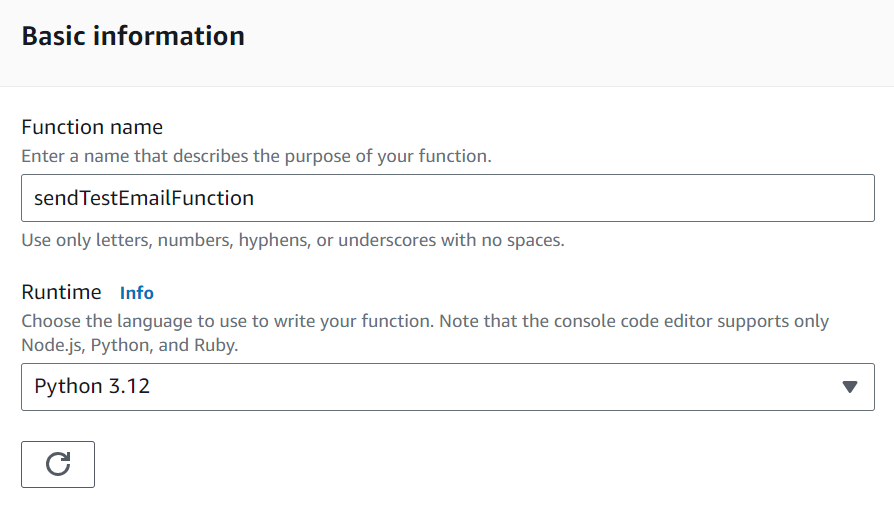 Basic information
Function name
Enter a name that describes the purpose of your function.
sendTestEmailFunction
Use only letters, numbers, hyphens, or underscores with no spaces.
Runtime Info
Choose the language to use to write your function. Note that the console code editor supports only
Node.js, Python, and Ruby.
Python 3.12